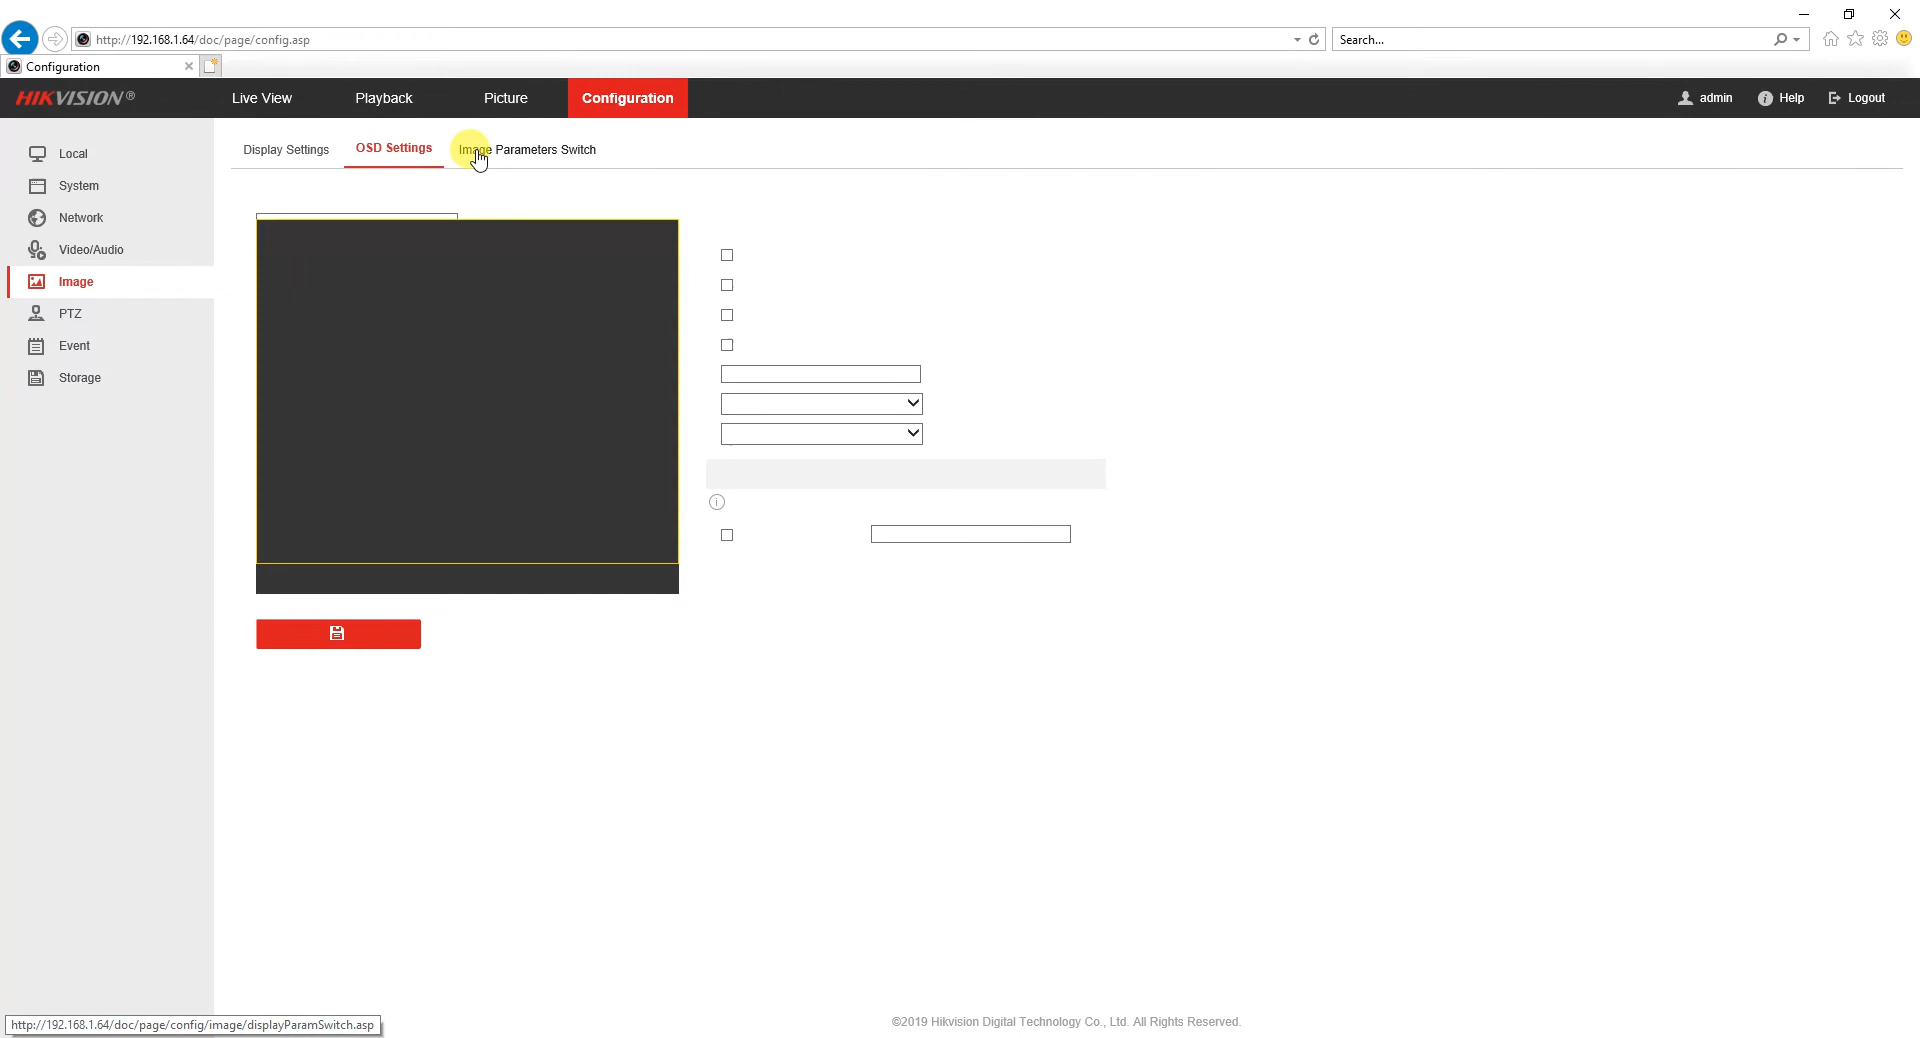 http://192.168.1.64/doc/page/config.asp
Search...
Configuration
HIKVISION®
Live View
Playback
Picture
Configuration
admin
Help
Logout
Local
System
Network
Video/Audio
Image
PTZ
Event
Storage
Display Settings
OSD Settings
Image Parameters Switch
©2019 Hikvision Digital Technology Co., Ltd. All Rights Reserved.
http://192.168.1.64/doc/page/config/image/displayParamSwitch.asp